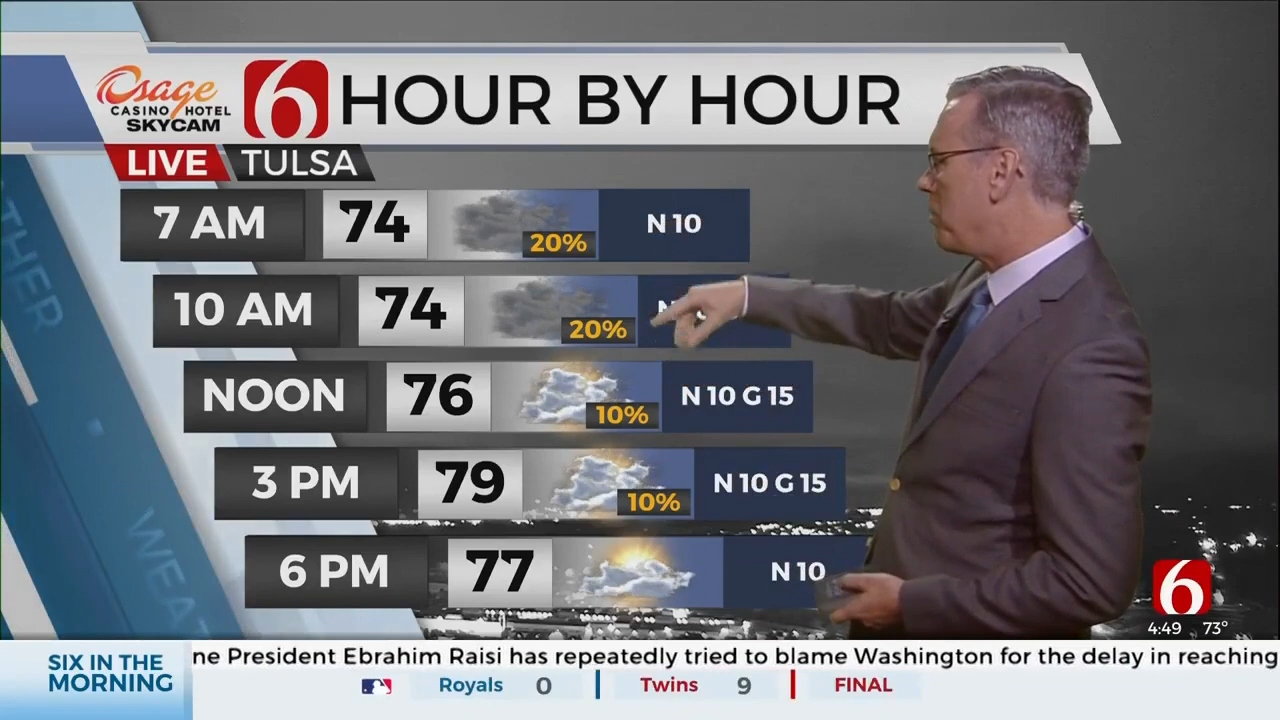 Osage
CASINO HOTEL
SKYCAM
6 HOUR BY HOUR
LIVE TULSA
7 AM 74 20% N 10
10 AM 74 20% N
NOON 76 10% N 10 G 15
3 PM 79 10% N 10 G 15
6 PM 77 N 10
6
4:49 73°
SIX IN THE
MORNING
ne President Ebrahim Raisi has repeatedly tried to blame Washington for the delay in reaching
Royals 0 Twins 9 FINAL